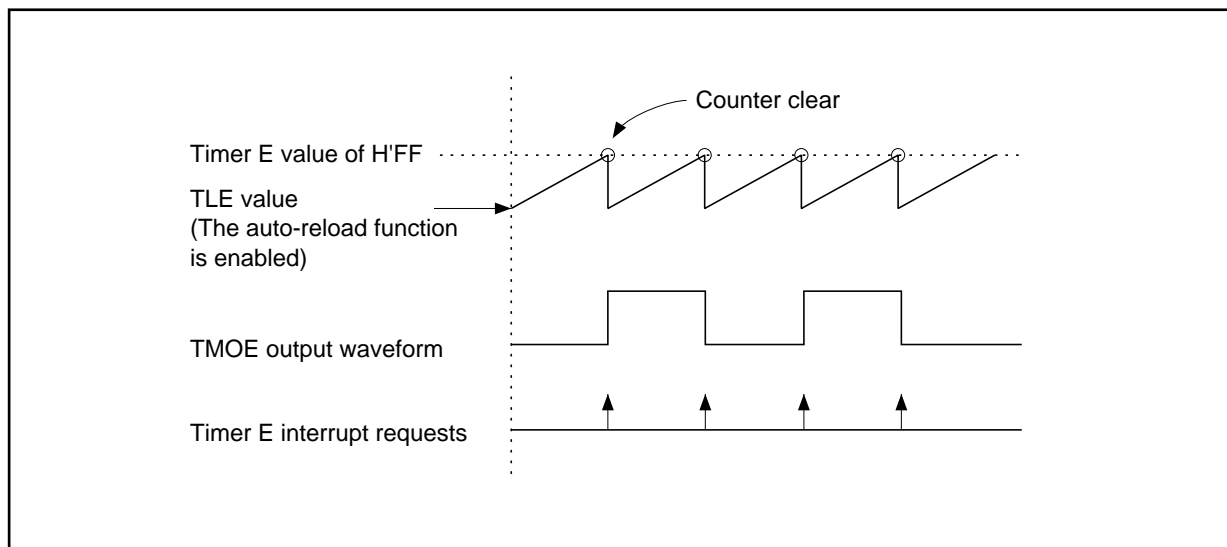 Counter clear
Timer E value of H'FF
TLE value
(The auto-reload function
is enabled)
TMOE output waveform
Timer E interrupt requests